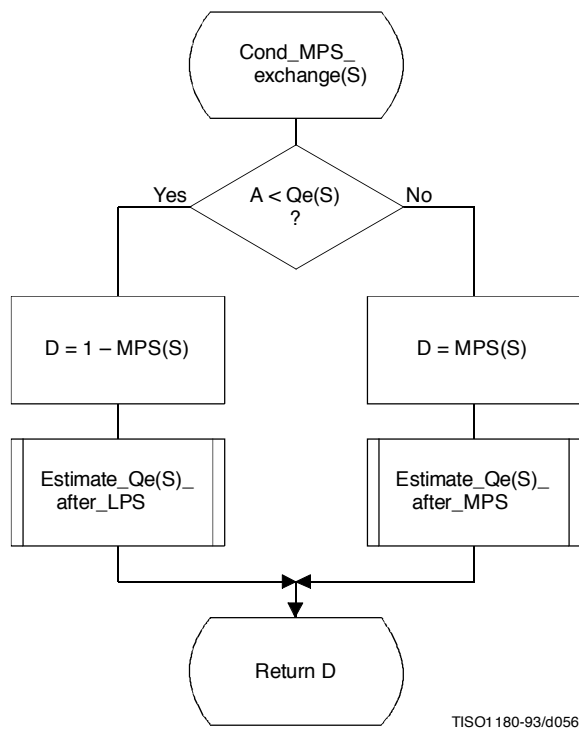 Cond_MPS_
exchange(S)
A < Qe(S)
?
Yes
No
D = 1 – MPS(S)
D = MPS(S)
Estimate_Qe(S)_
after_LPS
Estimate_Qe(S)_
after_MPS
Return D
TISO1180-93/d056